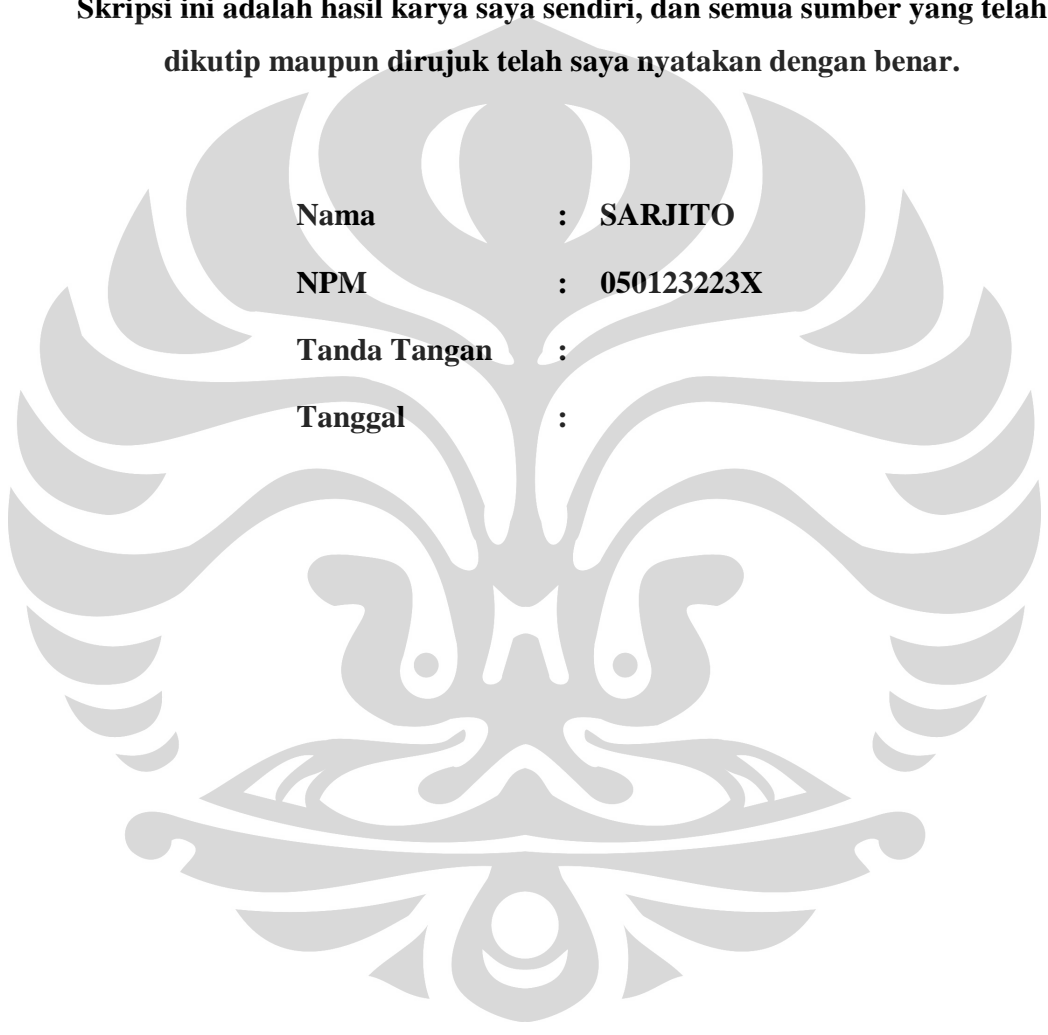 Skripsi ini adalah hasil karya saya sendiri, dan semua sumber yang telah
dikutip maupun dirujuk telah saya nyatakan dengan benar.
Nama : SARJITO
NPM : 050123223X
Tanda Tangan :
Tanggal :